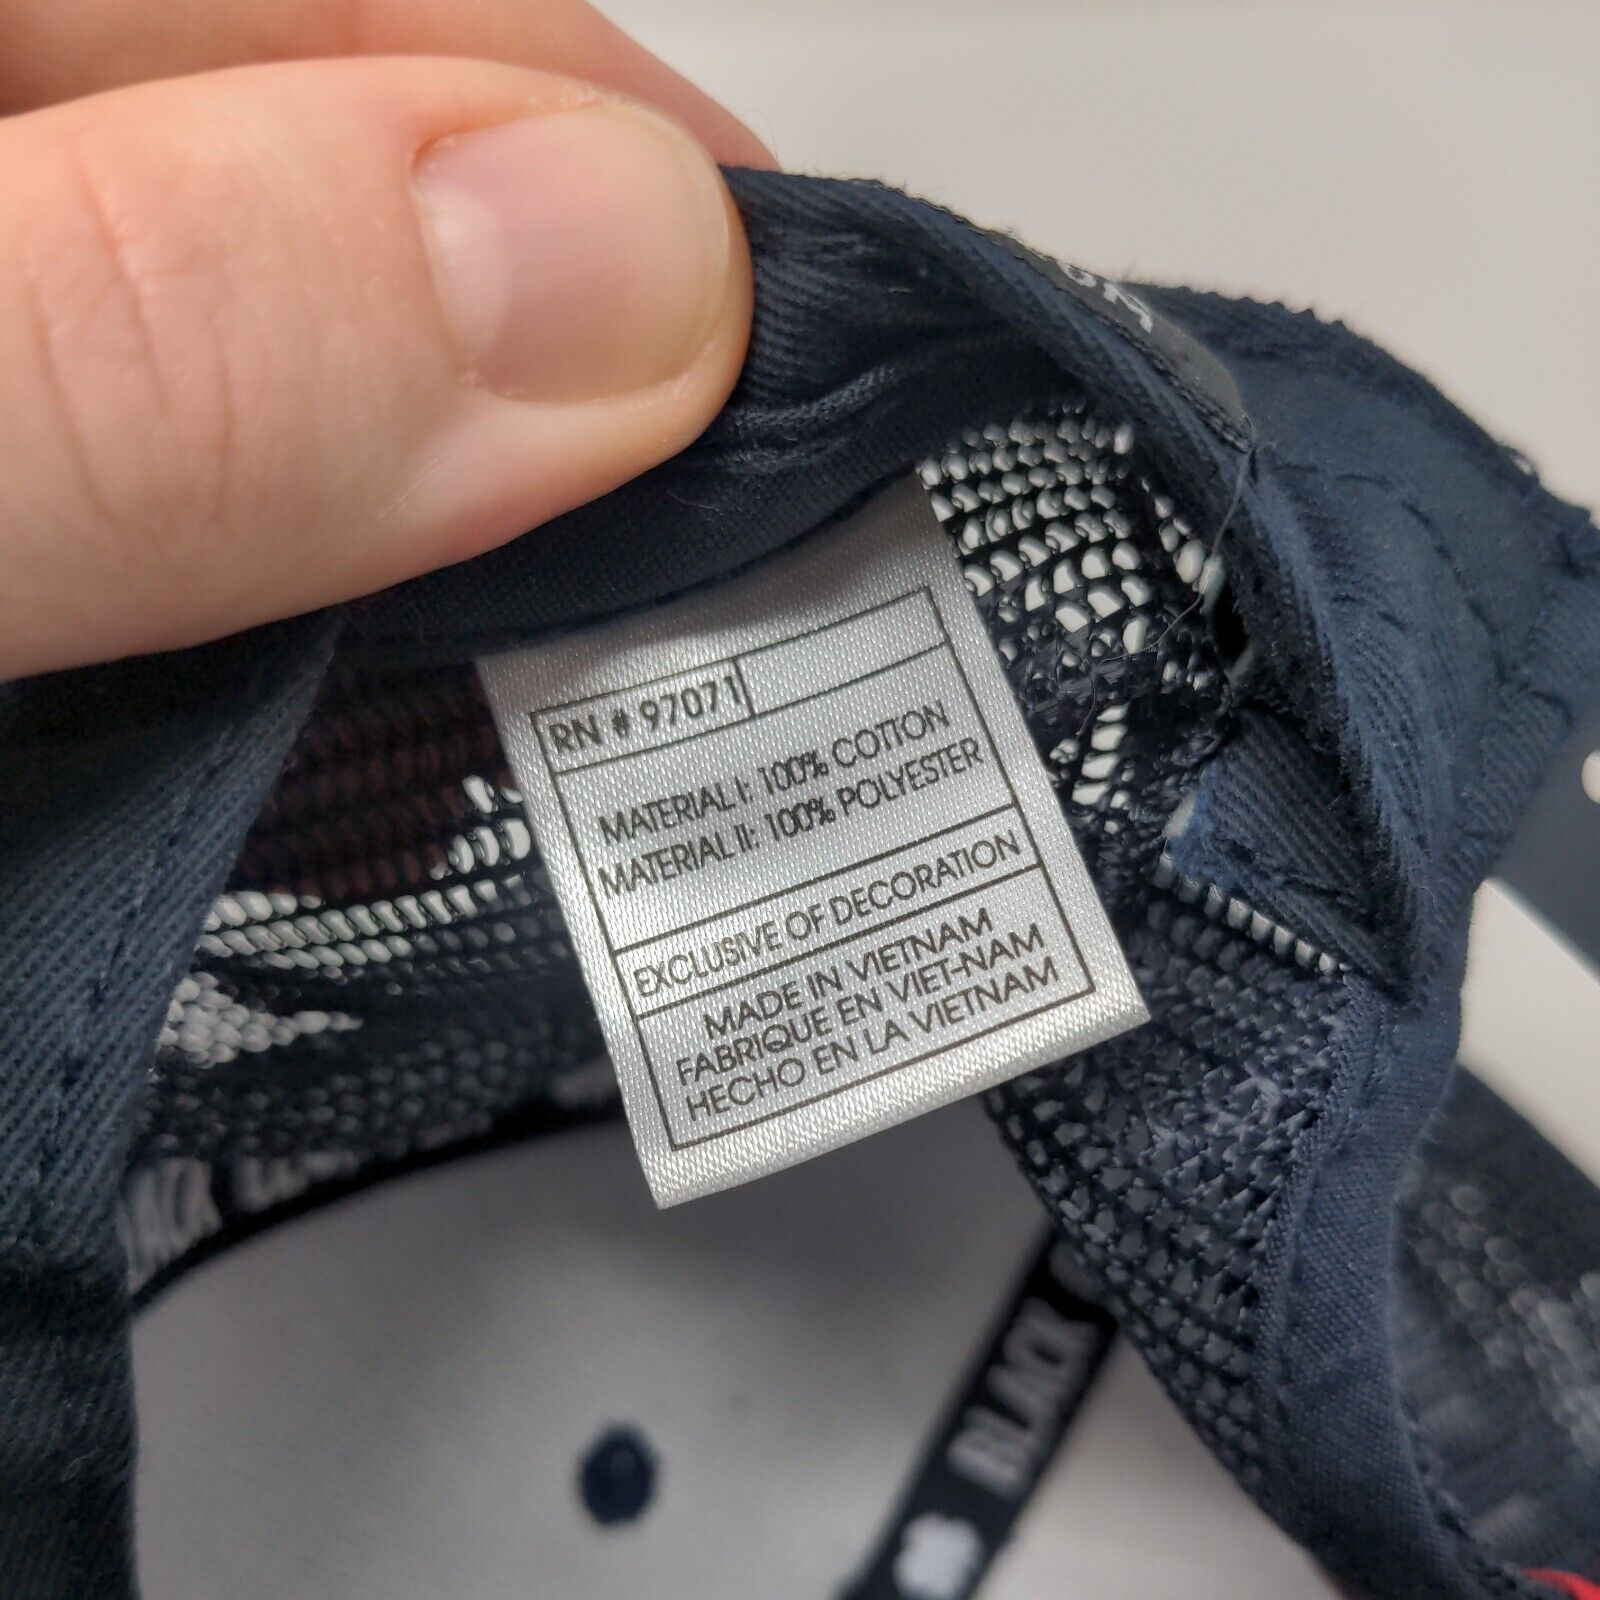 RN # 97071
MATERIAL I: 100% COTTON
MATERIAL II: 100% POLYESTER
EXCLUSIVE OF DECORATION
MADE IN VIETNAM
FABRIQUE EN VIET-NAM
HECHO EN LA VIETNAM
BLACK